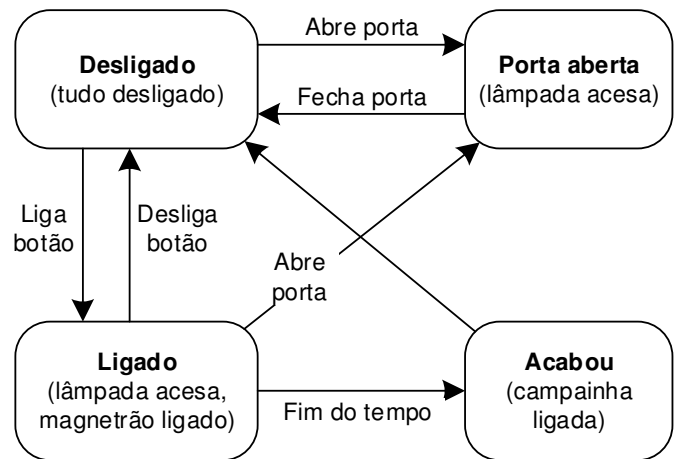 Abre porta
Desligado
(tudo desligado)
Porta aberta
(lâmpada acesa)
Fecha porta
Liga
botão
Desliga
botão
Abre
porta
Ligado
(lâmpada acesa,
magnetrão ligado)
Fim do tempo
Acabou
(campainha
ligada)